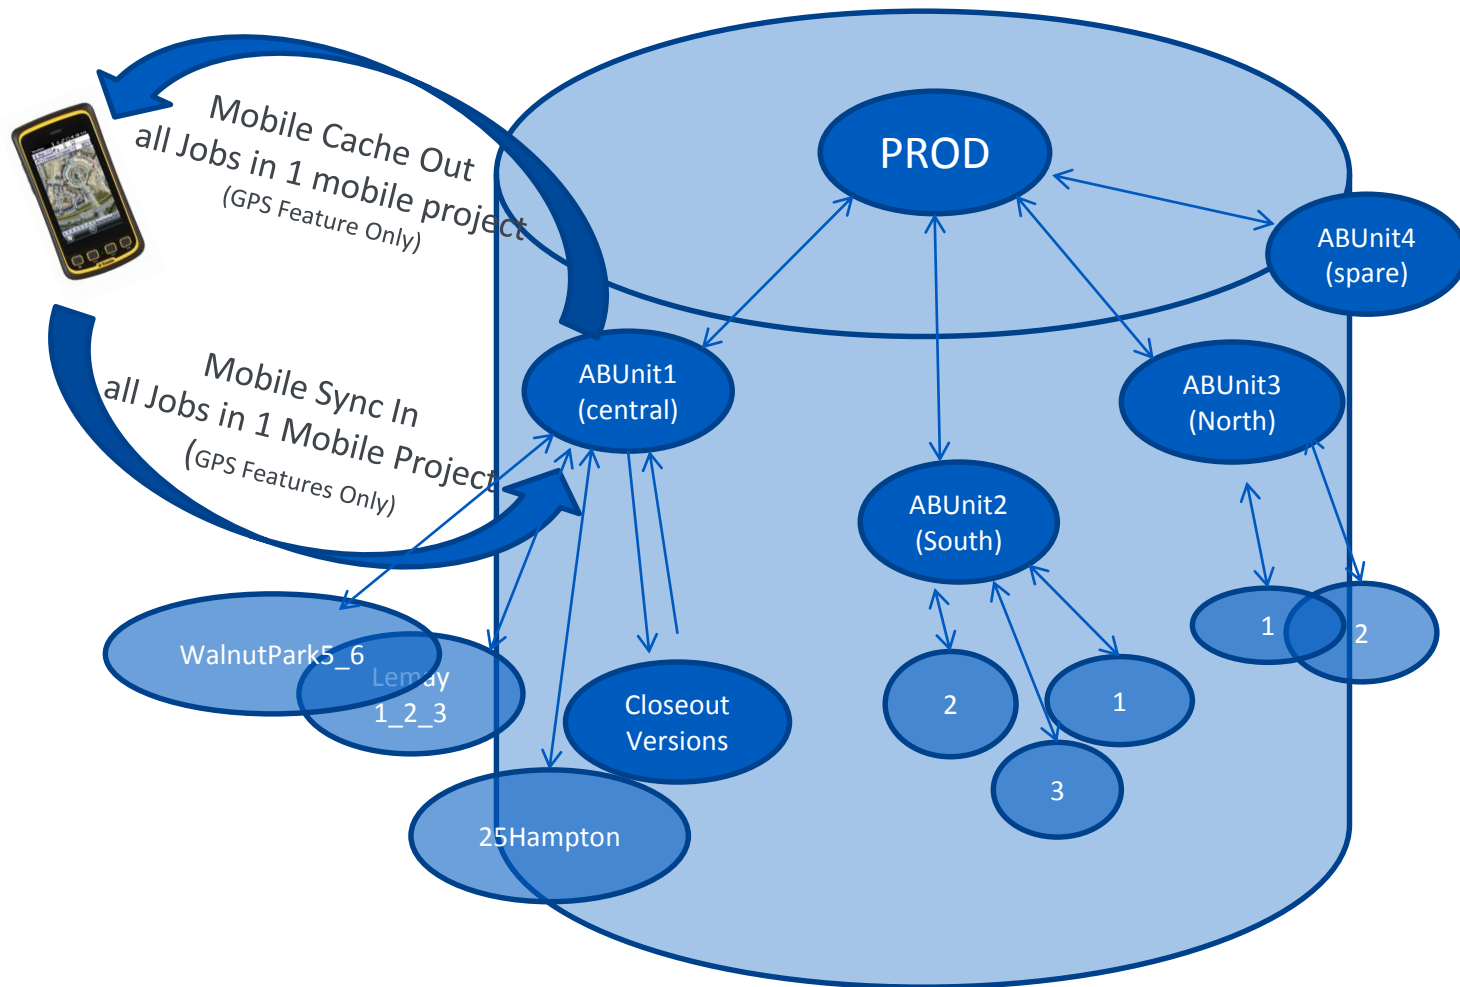 Mobile Cache Out
all Jobs in 1 mobile project
(GPS Feature Only)
PROD
ABUnit4
(spare)
Mobile Sync In
all Jobs in 1 Mobile Project
(GPS Features Only)
ABUnit1
(central)
ABUnit3
(North)
ABUnit2
(South)
WalnutPark5_6
Lemay
1_2_3
Closeout
Versions
25Hampton
2
3
1
1
2